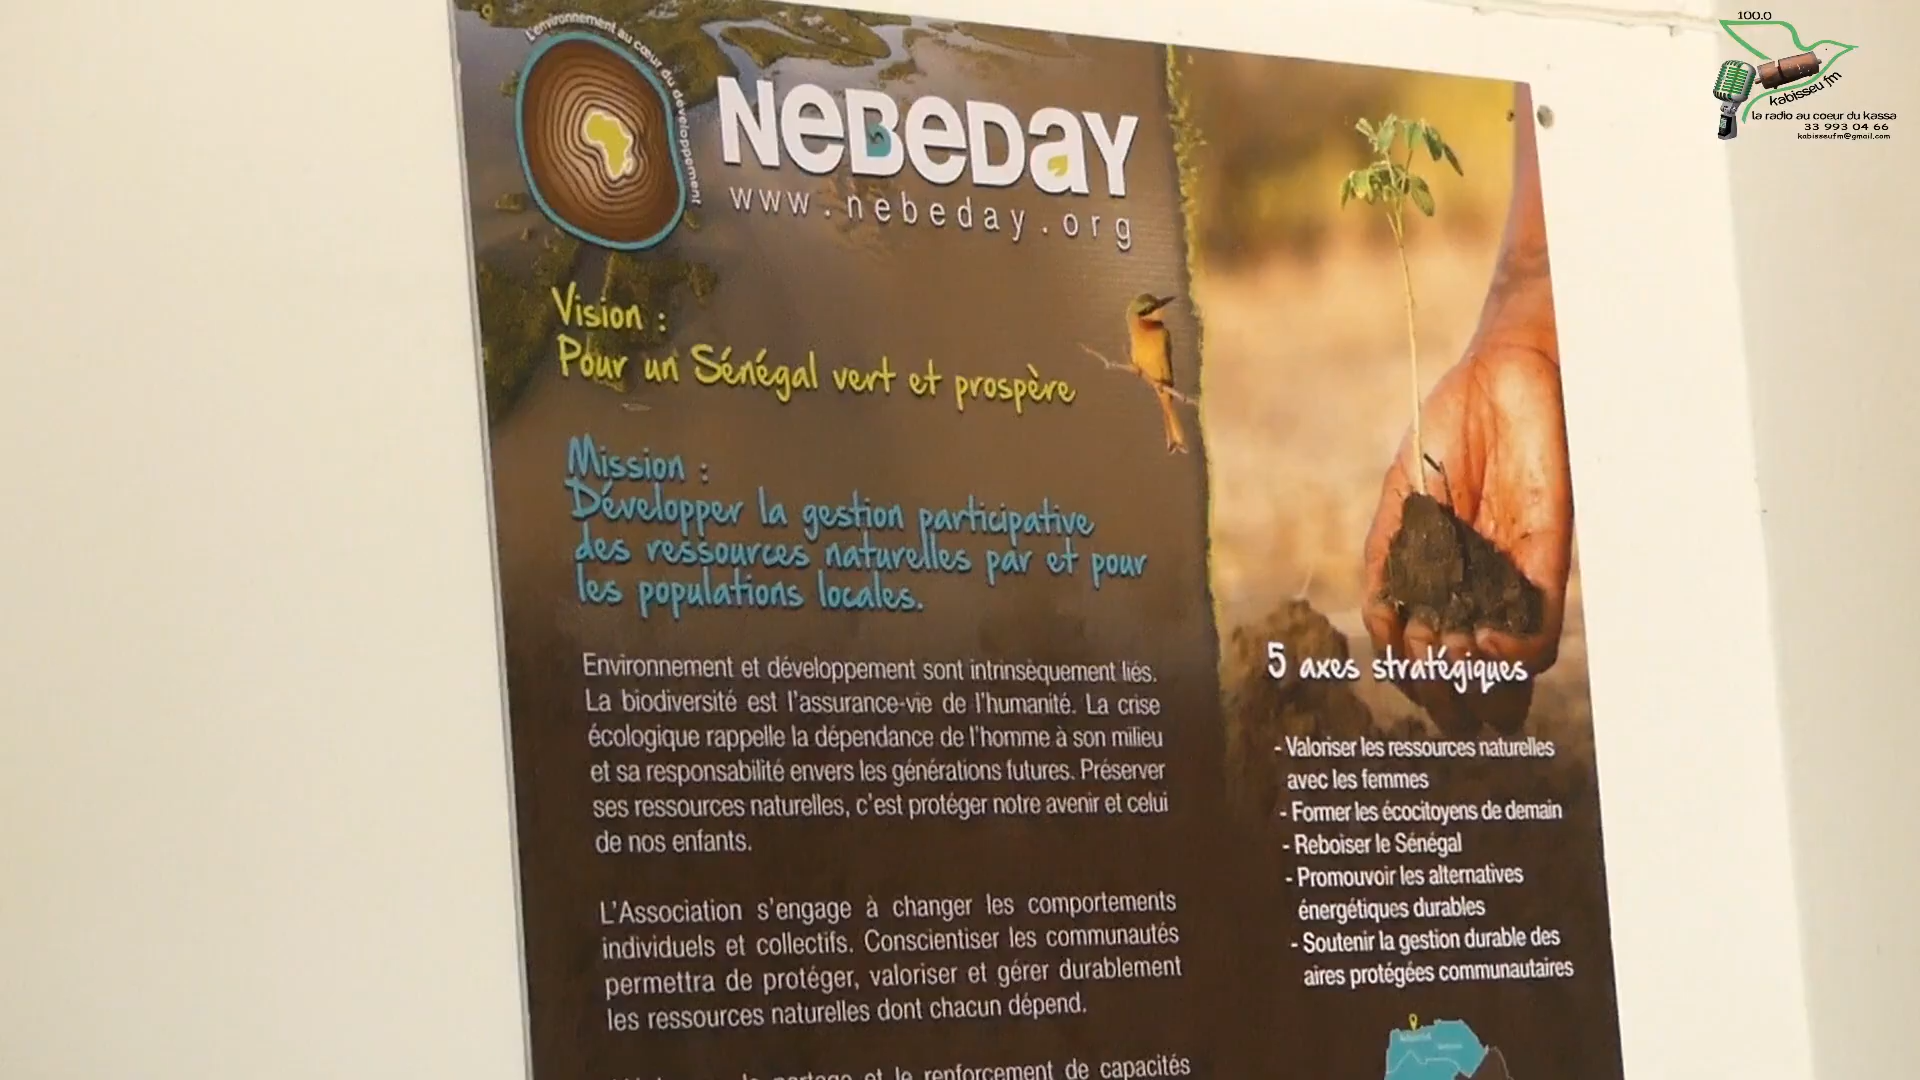 L'environnement au cœur du développement
NEBEDAY
www.nebeday.org
Vision :
Pour un Sénégal vert et prospère
Mission :
Développer la gestion participative
des ressources naturelles par et pour
les populations locales.
Environnement et développement sont intrinsèquement liés.
La biodiversité est l'assurance-vie de l'humanité. La crise
écologique rappelle la dépendance de l'homme à son milieu
et sa responsabilité envers les générations futures. Préserver
ses ressources naturelles, c'est protéger notre avenir et celui
de nos enfants.
L'Association s'engage à changer les comportements
individuels et collectifs. Conscientiser les communautés
permettra de protéger, valoriser et gérer durablement
les ressources naturelles dont chacun dépend.
partage et le renforcement de capacités
5 axes stratégiques
- Valoriser les ressources naturelles
avec les femmes
- Former les écocitoyens de demain
- Reboiser le Sénégal
- Promouvoir les alternatives
énergétiques durables
- Soutenir la gestion durable des
aires protégées communautaires
100.0
kabisseu fm
la radio au coeur du kassa
33 993 04 66
kabisseufm@gmail.com